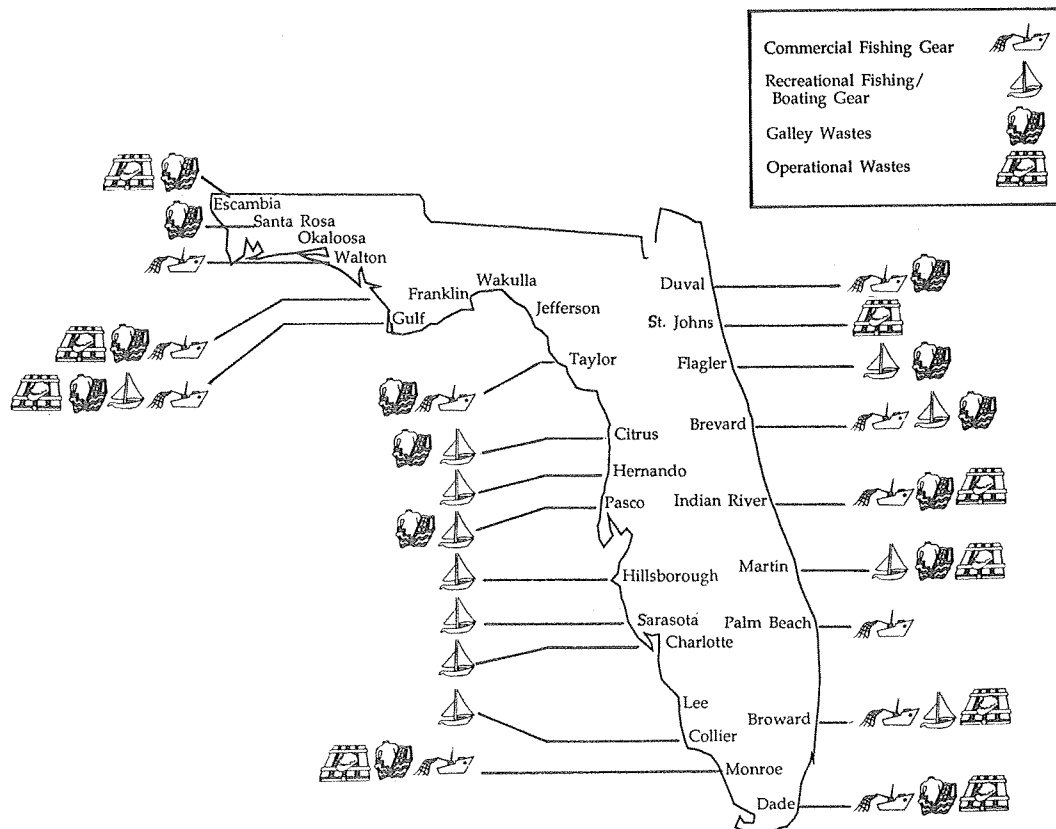 Commercial Fishing Gear
Recreational Fishing/
Boating Gear
Galley Wastes
Operational Wastes
Escambia
Santa Rosa
Okaloosa
Walton
Wakulla
Franklin
Jefferson
Gulf
Taylor
Citrus
Hernando
Pasco
Hillsborough
Sarasota
Charlotte
Lee
Collier
Monroe
Duval
St. Johns
Flagler
Brevard
Indian River
Martin
Palm Beach
Broward
Dade